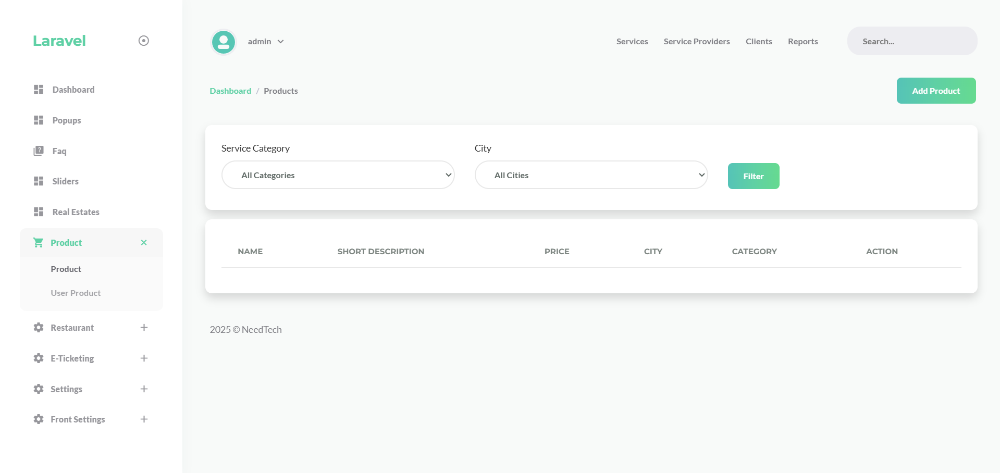 Laravel
Dashboard
Popups
Faq
Sliders
Real Estates
Product
Product
User Product
Restaurant
E-Ticketing
Settings
Front Settings
admin
Services
Service Providers
Clients
Reports
Search...
Dashboard / Products
Add Product
Service Category
City
All Categories
All Cities
Filter
NAME SHORT DESCRIPTION PRICE CITY CATEGORY ACTION
2025 © NeedTech